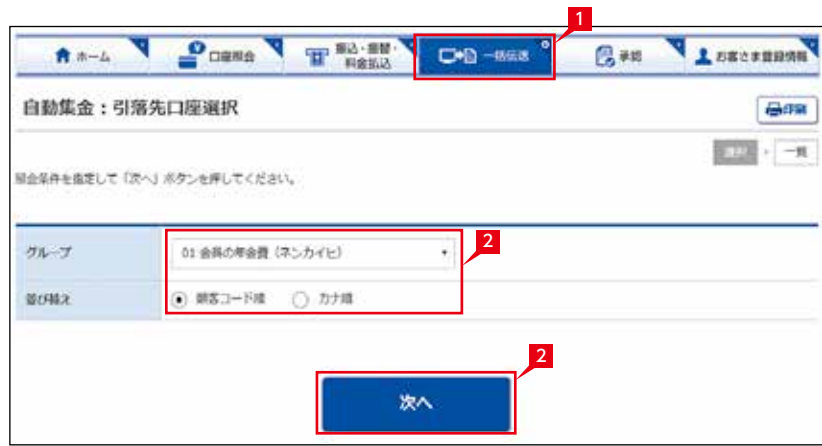 1
ホーム 口座照会 振込・振替・ 一括伝送 承認 お客さま登録情報
料金払込
自動集金：引落先口座選択 印刷
選択 一覧
照会条件を指定して「次へ」ボタンを押してください。
2
グループ 01 会員の年会費（ネンカイヒ）
並び替え 顧客コード順 カナ順
2
次へ